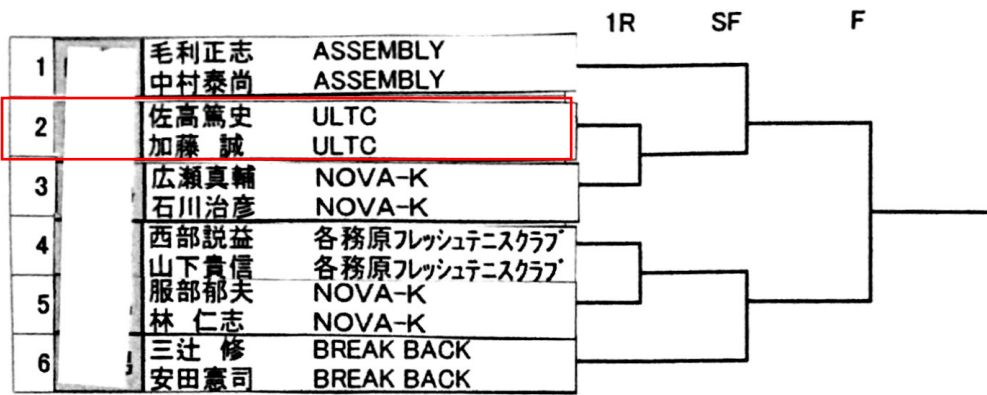 1R SF F
1 毛利正志 ASSEMBLY
中村泰尚 ASSEMBLY
2 佐高篤史 ULTC
加藤 誠 ULTC
3 広瀬真輔 NOVA-K
石川治彦 NOVA-K
4 西部説益 各務原フレッシュテニスクラブ
山下貴信 各務原フレッシュテニスクラブ
5 服部郁夫 NOVA-K
林 仁志 NOVA-K
6 三辻 修 BREAK BACK
安田憲司 BREAK BACK